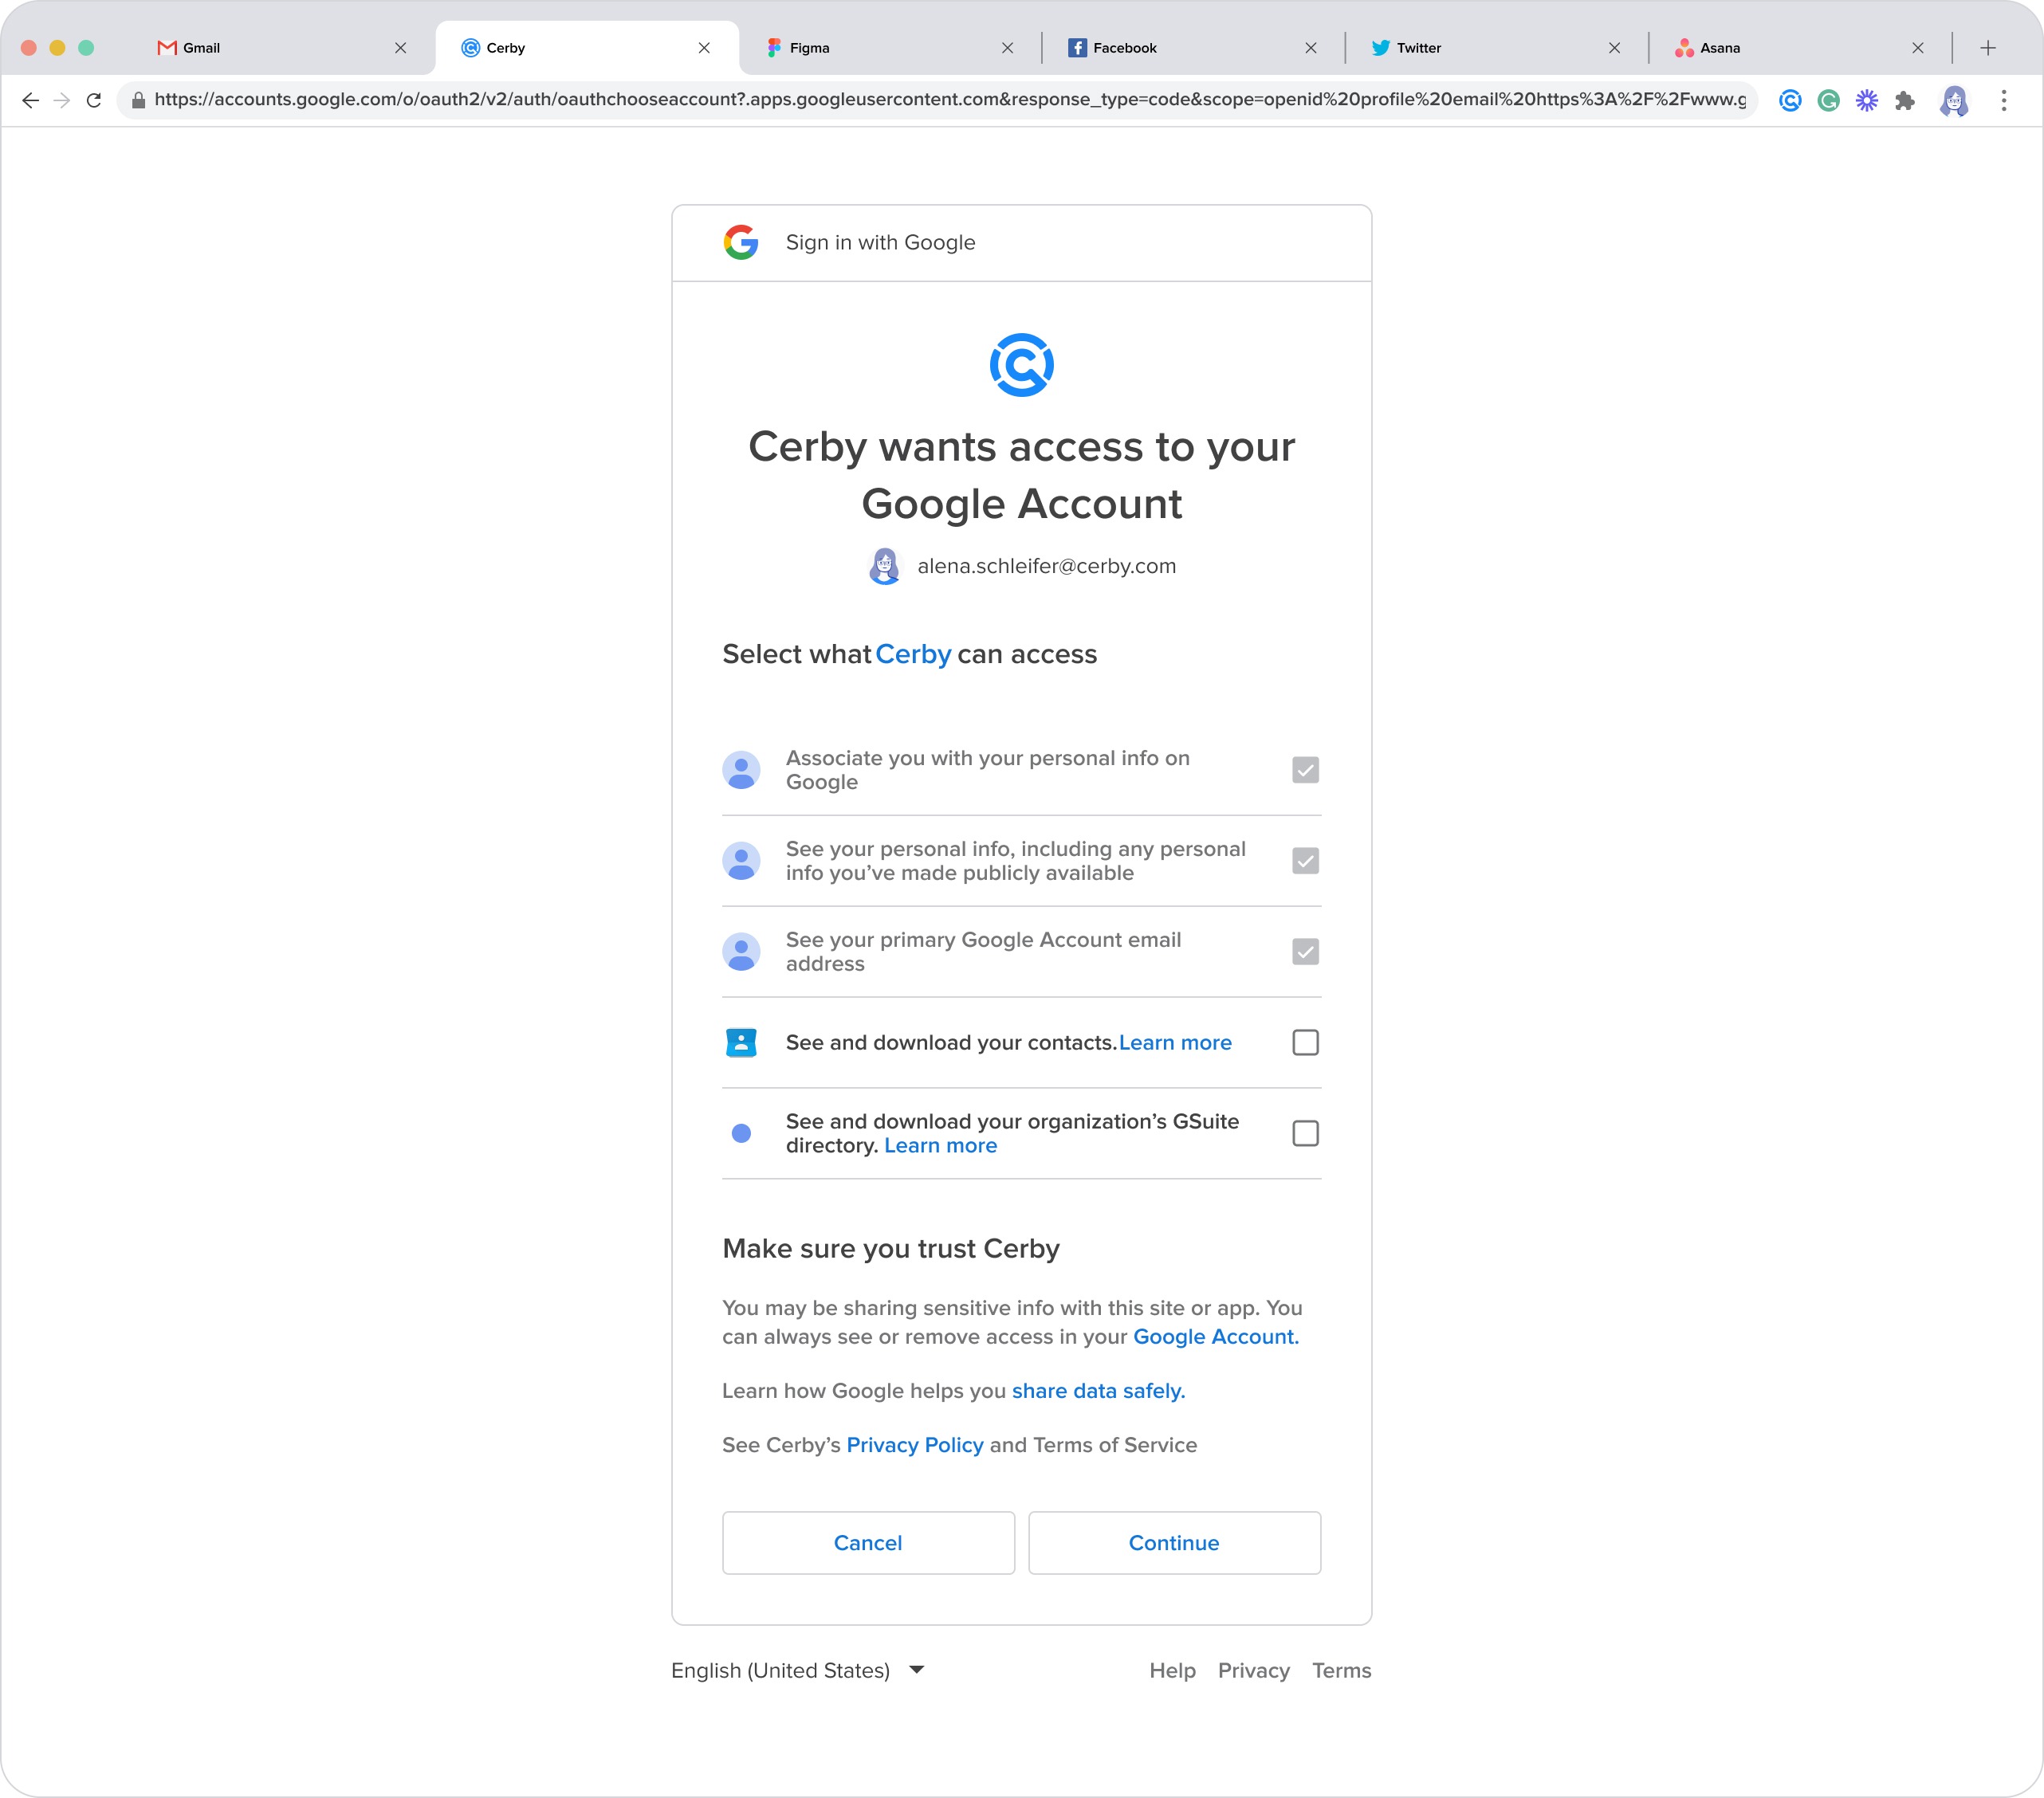 Gmail
Cerby
Figma
Facebook
Twitter
Asana
https://accounts.google.com/o/oauth2/v2/auth/oauthchooseaccount?.apps.googleusercontent.com&response_type=code&scope=openid%20profile%20email%20https%3A%2F%2Fwww.g
Sign in with Google
Cerby wants access to your
Google Account
alena.schleifer@cerby.com
Select what Cerby can access
Associate you with your personal info on
Google
See your personal info, including any personal
info you’ve made publicly available
See your primary Google Account email
address
See and download your contacts. Learn more
See and download your organization’s GSuite
directory. Learn more
Make sure you trust Cerby
You may be sharing sensitive info with this site or app. You
can always see or remove access in your Google Account.
Learn how Google helps you share data safely.
See Cerby’s Privacy Policy and Terms of Service
Cancel
Continue
English (United States)
Help
Privacy
Terms